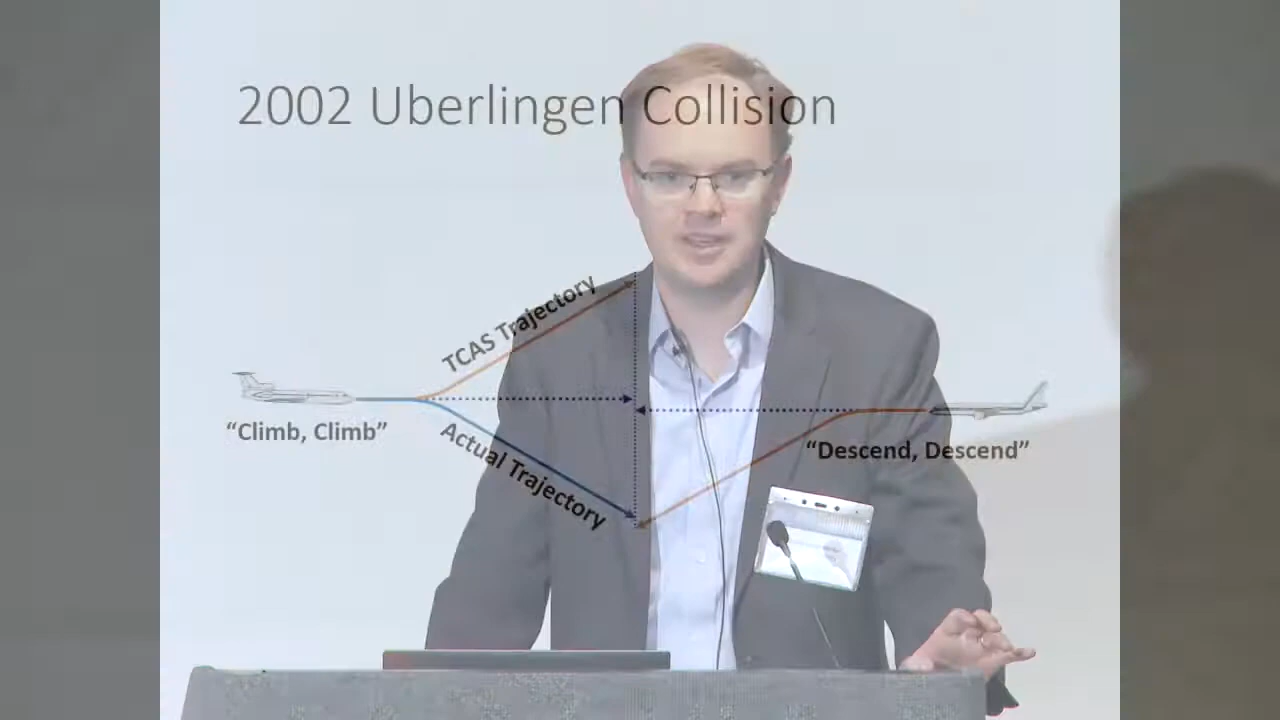 2002 Uberlingen Collision
TCAS Trajectory
“Climb, Climb”
Actual Trajectory
“Descend, Descend”